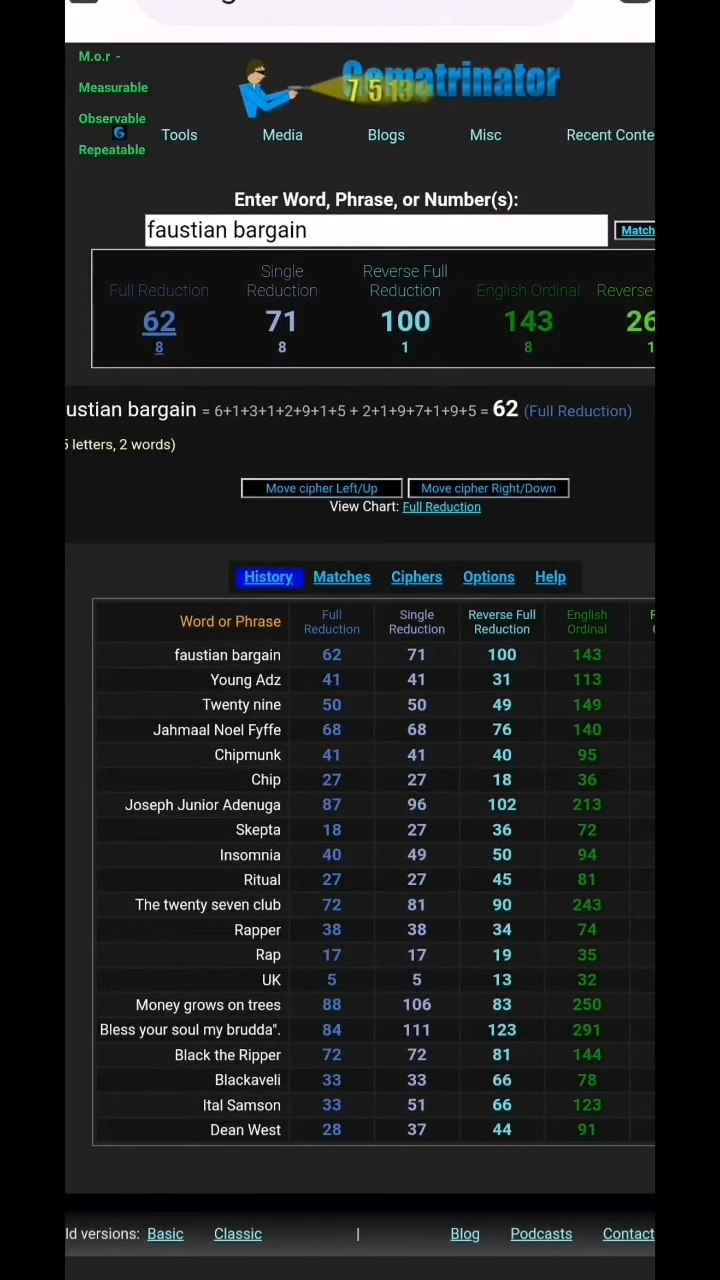 M.o.r -
Measurable
Observable
Repeatable
Gematrinator
7 5 13
Tools Media Blogs Misc Recent Conte
Enter Word, Phrase, or Number(s):
faustian bargain Match
Full Reduction Single Reduction Reverse Full Reduction English Ordinal Reverse
62 71 100 143 26
8 8 1 8 1
ustian bargain = 6+1+3+1+2+9+1+5 + 2+1+9+7+1+9+5 = 62 (Full Reduction)
5 letters, 2 words)
Move cipher Left/Up Move cipher Right/Down
View Chart: Full Reduction
History Matches Ciphers Options Help
Word or Phrase Full Reduction Single Reduction Reverse Full Reduction English Ordinal
faustian bargain 62 71 100 143
Young Adz 41 41 31 113
Twenty nine 50 50 49 149
Jahmaal Noel Fyffe 68 68 76 140
Chipmunk 41 41 40 95
Chip 27 27 18 36
Joseph Junior Adenuga 87 96 102 213
Skepta 18 27 36 72
Insomnia 40 49 50 94
Ritual 27 27 45 81
The twenty seven club 72 81 90 243
Rapper 38 38 34 74
Rap 17 17 19 35
UK 5 5 13 32
Money grows on trees 88 106 83 250
Bless your soul my brudda". 84 111 123 291
Black the Ripper 72 72 81 144
Blackaveli 33 33 66 78
Ital Samson 33 51 66 123
Dean West 28 37 44 91
ld versions: Basic Classic | Blog Podcasts Contact